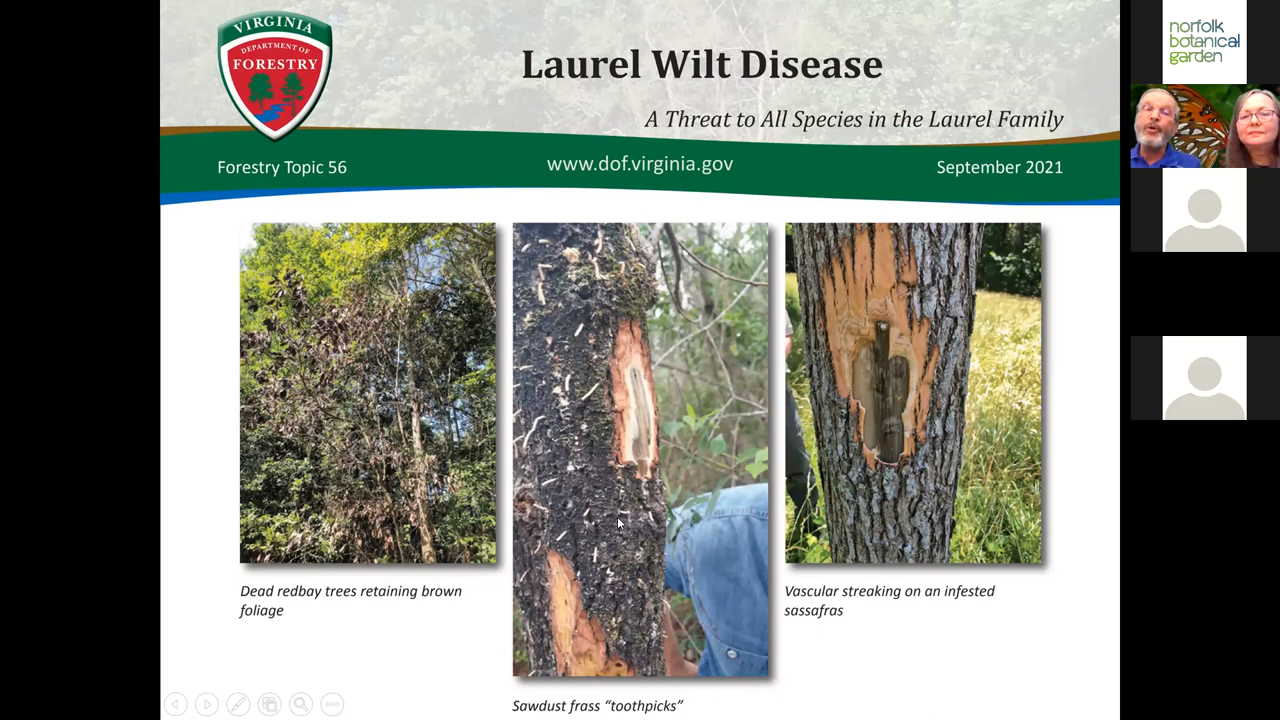 VIRGINIA
DEPARTMENT OF
FORESTRY
Laurel Wilt Disease
A Threat to All Species in the Laurel Family
Forestry Topic 56
www.dof.virginia.gov
September 2021
Dead redbay trees retaining brown
foliage
Sawdust frass “toothpicks”
Vascular streaking on an infested
sassafras
norfolk
botanical
garden